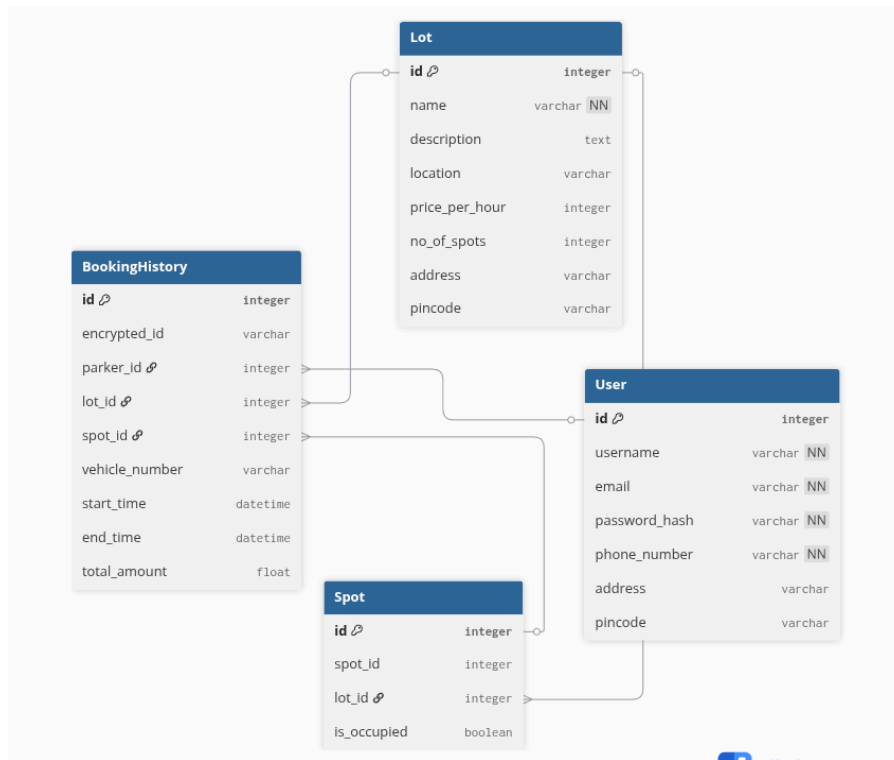 Lot
id integer
name varchar NN
description text
location varchar
price_per_hour integer
no_of_spots integer
address varchar
pincode varchar
BookingHistory
id integer
encrypted_id varchar
parker_id integer
lot_id integer
spot_id integer
vehicle_number varchar
start_time datetime
end_time datetime
total_amount float
User
id integer
username varchar NN
email varchar NN
password_hash varchar NN
phone_number varchar NN
address varchar
pincode varchar
Spot
id integer
spot_id integer
lot_id integer
is_occupied boolean